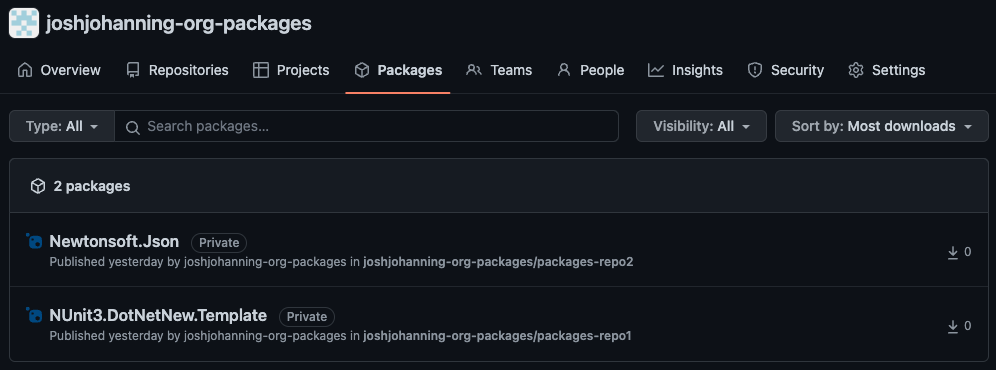 joshjohanning-org-packages
Overview Repositories Projects Packages Teams People Insights Security Settings
Type: All Search packages... Visibility: All Sort by: Most downloads
2 packages
Newtonsoft.Json Private
Published yesterday by joshjohanning-org-packages in joshjohanning-org-packages/packages-repo2 0
NUnit3.DotNetNew.Template Private
Published yesterday by joshjohanning-org-packages in joshjohanning-org-packages/packages-repo1 0